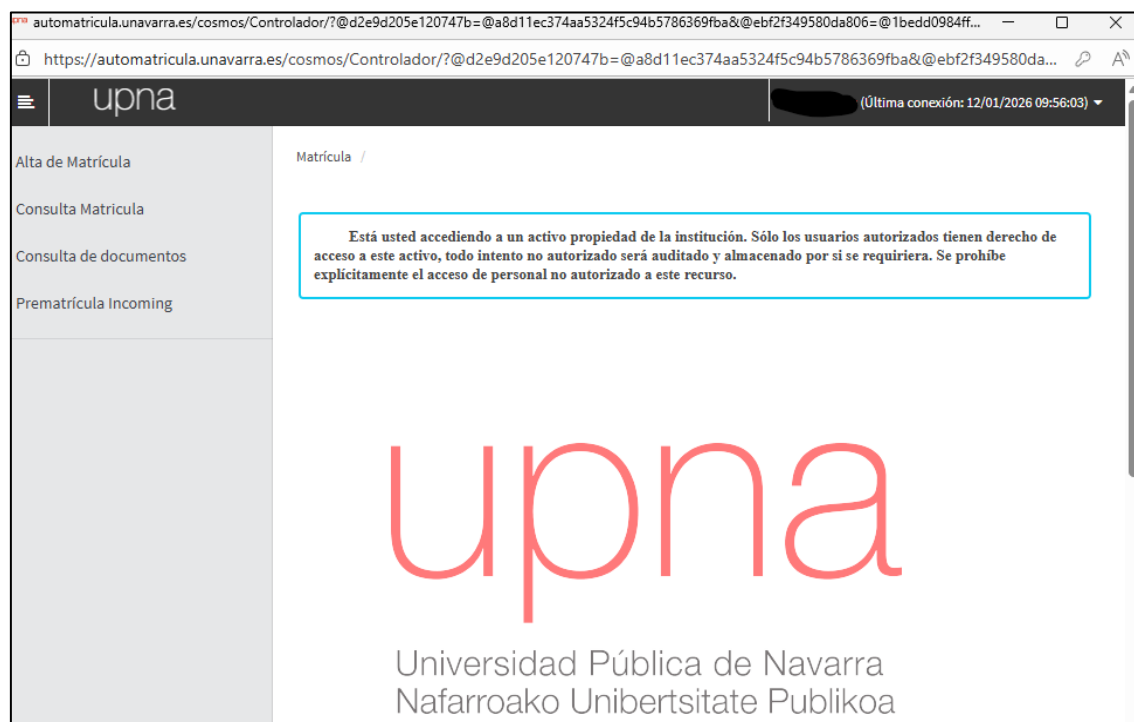 automatricula.unavarra.es/cosmos/Controlador/?@d2e9d205e120747b=@a8d11ec374aa5324f5c94b5786369fba&@ebf2f349580da806=@1bedd0984ff...
https://automatricula.unavarra.es/cosmos/Controlador/?@d2e9d205e120747b=@a8d11ec374aa5324f5c94b5786369fba&@ebf2f349580da...
upna
(Última conexión: 12/01/2026 09:56:03)
Alta de Matrícula
Consulta Matricula
Consulta de documentos
Prematrícula Incoming
Matrícula /
Está usted accediendo a un activo propiedad de la institución. Sólo los usuarios autorizados tienen derecho de
acceso a este activo, todo intento no autorizado será auditado y almacenado por si se requiriera. Se prohíbe
explícitamente el acceso de personal no autorizado a este recurso.
upna
Universidad Pública de Navarra
Nafarroako Unibertsitate Publikoa